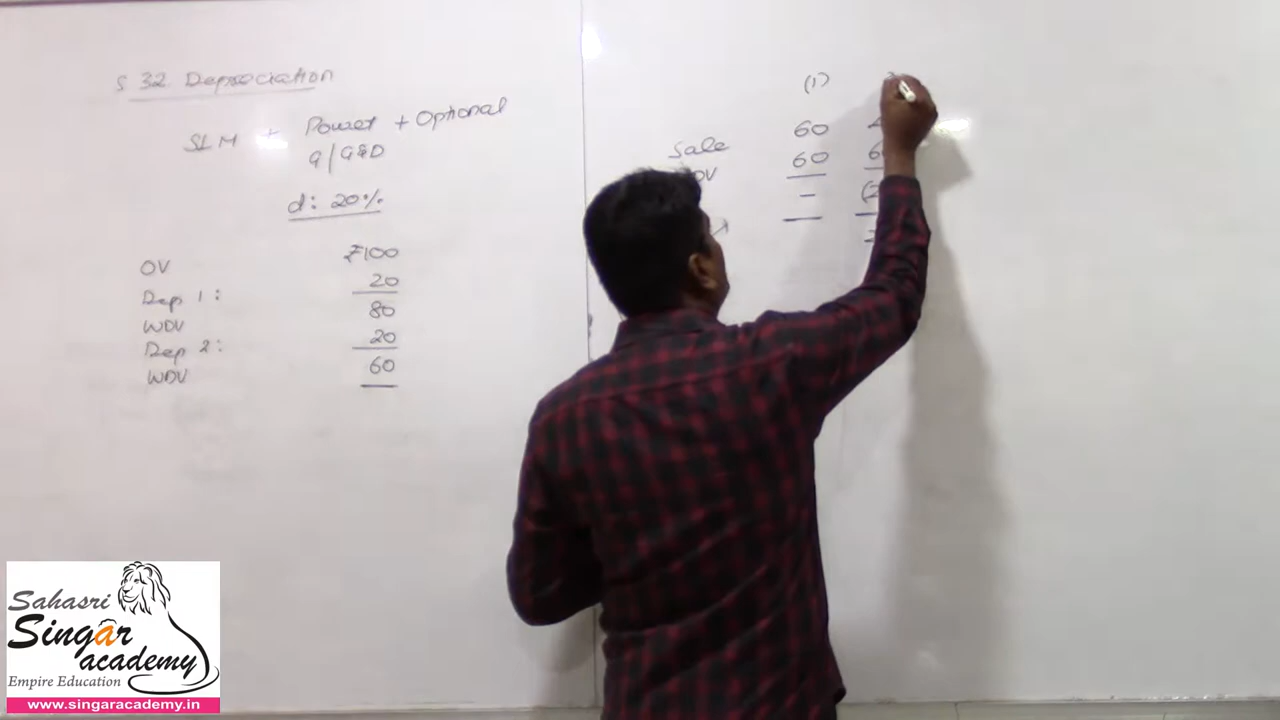 S 32 Depreciation
SLM + Power + Optional
G/G&D
d: 20%
OV ₹100
Dep 1: 20
WDV 80
Dep 2: 20
WDV 60
(1)
Sale 60
60
-
Sahasri
Singar
academy
Empire Education
www.singaracademy.in